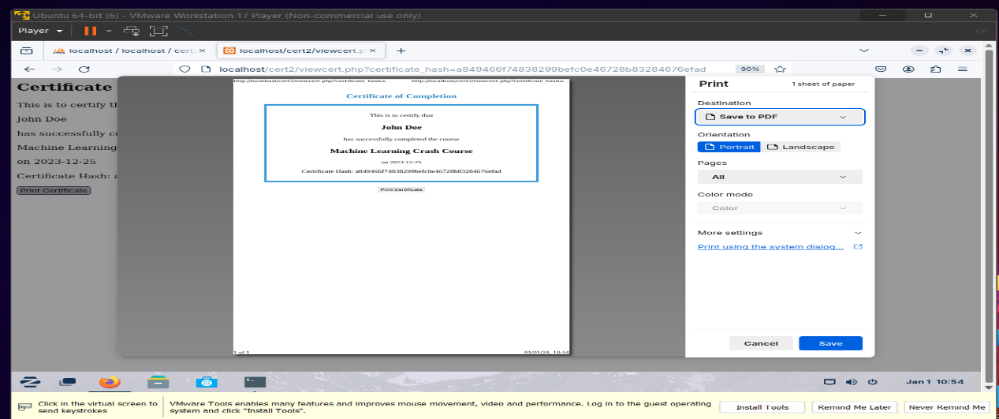 Ubuntu 64-bit (6) - VMware Workstation 17 Player (Non-commercial use only)
Player
localhost / localhost / cert
localhost/cert2/viewcert.p
localhost/cert2/viewcert.php?certificate_hash=a849466f74838299befc0e46728b83284676efad
90%
Certificate
This is to certify th
John Doe
has successfully co
Machine Learning
on 2023-12-25
Certificate Hash: a
Print Certificate
http://localhost/cert2/viewcert.php?certificate_hash=... http://localhost/cert2/viewcert.php?certificate_hash=...
Certificate of Completion
This is to certify that
John Doe
has successfully completed the course
Machine Learning Crash Course
on 2023-12-25
Certificate Hash: a849466f74838299befc0e46728b83284676efad
Print Certificate
1 of 1
01/01/24, 10:54
Print
1 sheet of paper
Destination
Save to PDF
Orientation
Portrait
Landscape
Pages
All
Color mode
Color
More settings
Print using the system dialog...
Cancel
Save
Jan 1 10:54
Click in the virtual screen to
send keystrokes
VMware Tools enables many features and improves mouse movement, video and performance. Log in to the guest operating
system and click "Install Tools".
Install Tools
Remind Me Later
Never Remind Me